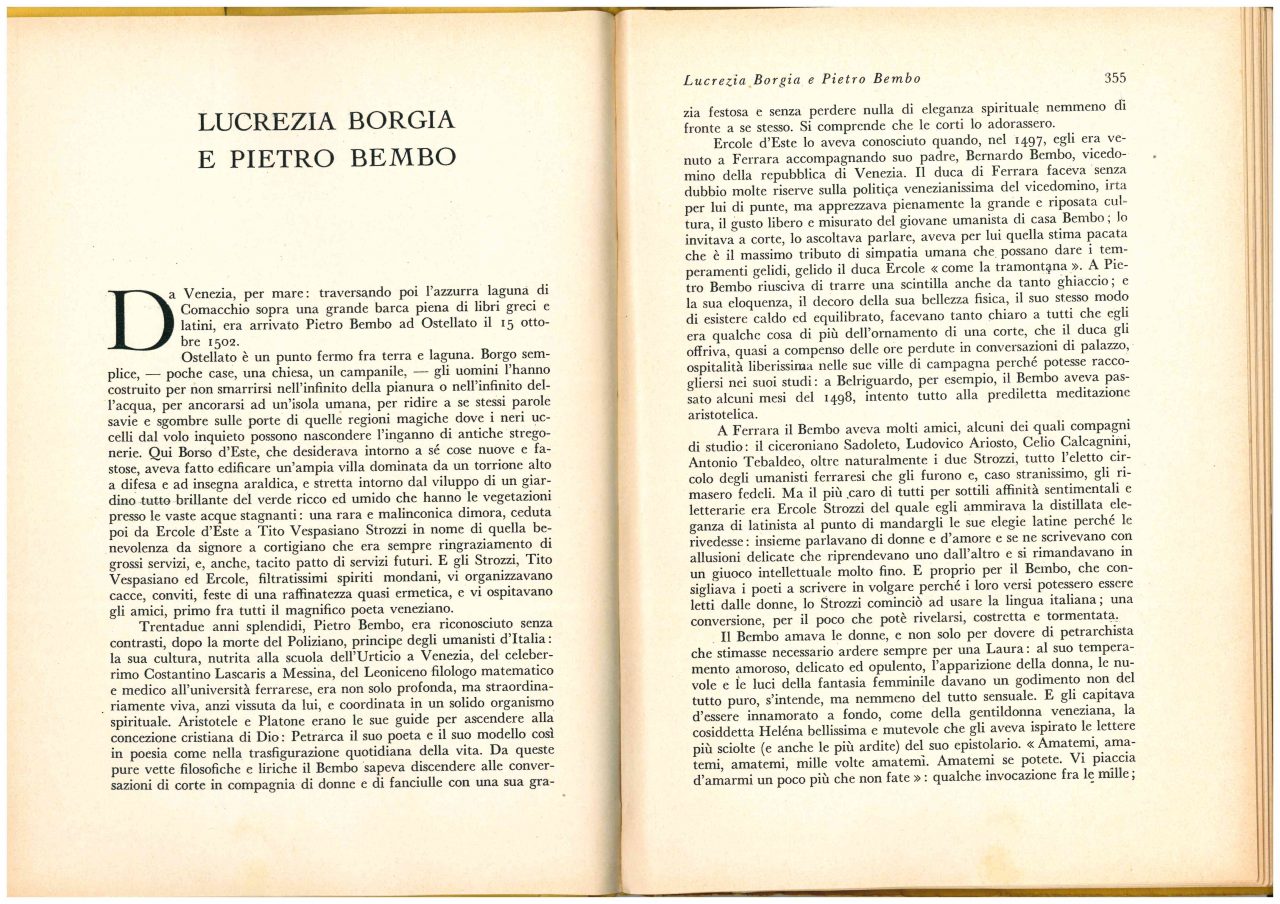 LUCREZIA BORGIA
E PIETRO BEMBO
Da Venezia, per mare: traversando poi l'azzurra laguna di
Comacchio sopra una grande barca piena di libri greci e
latini, era arrivato Pietro Bembo ad Ostellato il 15 otto-
bre 1502.
Ostellato è un punto fermo fra terra e laguna. Borgo sem-
plice, — poche case, una chiesa, un campanile, — gli uomini l'hanno
costruito per non smarrirsi nell'infinito della pianura o nell'infinito del-
l'acqua, per ancorarsi ad un'isola umana, per ridire a se stessi parole
savie e sgombre sulle porte di quelle regioni magiche dove i neri uc-
celli dal volo inquieto possono nascondere l'inganno di antiche strego-
nerie. Qui Borso d'Este, che desiderava intorno a sé cose nuove e fa-
stose, aveva fatto edificare un'ampia villa dominata da un torrione alto
a difesa e ad insegna araldica, e stretta intorno dal viluppo di un giar-
dino tutto brillante del verde ricco ed umido che hanno le vegetazioni
presso le vaste acque stagnanti: una rara e malinconica dimora, ceduta
poi da Ercole d'Este a Tito Vespasiano Strozzi in nome di quella be-
nevolenza da signore a cortigiano che era sempre ringraziamento di
grossi servizi, e, anche, tacito patto di servizi futuri. E gli Strozzi, Tito
Vespasiano ed Ercole, filtratissimi spiriti mondani, vi organizzavano
cacce, conviti, feste di una raffinatezza quasi ermetica, e vi ospitavano
gli amici, primo fra tutti il magnifico poeta veneziano.
Trentadue anni splendidi, Pietro Bembo, era riconosciuto senza
contrasti, dopo la morte del Poliziano, principe degli umanisti d'Italia:
la sua cultura, nutrita alla scuola dell'Urticio a Venezia, del celeber-
rimo Costantino Lascaris a Messina, del Leoniceno filologo matematico
e medico all'università ferrarese, era non solo profonda, ma straordina-
riamente viva, anzi vissuta da lui, e coordinata in un solido organismo
spirituale. Aristotele e Platone erano le sue guide per ascendere alla
concezione cristiana di Dio: Petrarca il suo poeta e il suo modello così
in poesia come nella trasfigurazione quotidiana della vita. Da queste
pure vette filosofiche e liriche il Bembo sapeva discendere alle conver-
sazioni di corte in compagnia di donne e di fanciulle con una sua gra-
Lucrezia Borgia e Pietro Bembo 355
zia festosa e senza perdere nulla di eleganza spirituale nemmeno di
fronte a se stesso. Si comprende che le corti lo adorassero.
Ercole d'Este lo aveva conosciuto quando, nel 1497, egli era ve-
nuto a Ferrara accompagnando suo padre, Bernardo Bembo, vicedo-
mino della repubblica di Venezia. Il duca di Ferrara faceva senza
dubbio molte riserve sulla politica venezianissima del vicedomino, irta
per lui di punte, ma apprezzava pienamente la grande e riposata cul-
tura, il gusto libero e misurato del giovane umanista di casa Bembo; lo
invitava a corte, lo ascoltava parlare, aveva per lui quella stima pacata
che è il massimo tributo di simpatia umana che possano dare i tem-
peramenti gelidi, gelido il duca Ercole « come la tramontana ». A Pie-
tro Bembo riusciva di trarre una scintilla anche da tanto ghiaccio; e
la sua eloquenza, il decoro della sua bellezza fisica, il suo stesso modo
di esistere caldo ed equilibrato, facevano tanto chiaro a tutti che egli
era qualche cosa di più dell'ornamento di una corte, che il duca gli
offriva, quasi a compenso delle ore perdute in conversazioni di palazzo,
ospitalità liberissima nelle sue ville di campagna perché potesse racco-
gliersi nei suoi studi: a Belriguardo, per esempio, il Bembo aveva pas-
sato alcuni mesi del 1498, intento tutto alla prediletta meditazione
aristotelica.
A Ferrara il Bembo aveva molti amici, alcuni dei quali compagni
di studio: il ciceroniano Sadoleto, Ludovico Ariosto, Celio Calcagnini,
Antonio Tebaldeo, oltre naturalmente i due Strozzi, tutto l'eletto cir-
colo degli umanisti ferraresi che gli furono e, caso stranissimo, gli ri-
masero fedeli. Ma il più caro di tutti per sottili affinità sentimentali e
letterarie era Ercole Strozzi del quale egli ammirava la distillata ele-
ganza di latinista al punto di mandargli le sue elegie latine perché le
rivedesse: insieme parlavano di donne e d'amore e se ne scrivevano con
allusioni delicate che riprendevano uno dall'altro e si rimandavano in
un giuoco intellettuale molto fino. E proprio per il Bembo, che con-
sigliava i poeti a scrivere in volgare perché i loro versi potessero essere
letti dalle donne, lo Strozzi cominciò ad usare la lingua italiana; una
conversione, per il poco che potè rivelarsi, costretta e tormentata.
Il Bembo amava le donne, e non solo per dovere di petrarchista
che stimasse necessario ardere sempre per una Laura: al suo tempera-
mento amoroso, delicato ed opulento, l'apparizione della donna, le nu-
vole e le luci della fantasia femminile davano un godimento non del
tutto puro, s'intende, ma nemmeno del tutto sensuale. E gli capitava
d'essere innamorato a fondo, come della gentildonna veneziana, la
cosiddetta Heléna bellissima e mutevole che gli aveva ispirato le lettere
più sciolte (e anche le più ardite) del suo epistolario. « Amatemi, ama-
temi, amatemi, mille volte amatemi. Amatemi se potete. Vi piaccia
d'amarmi un poco più che non fate »: qualche invocazione fra le mille;